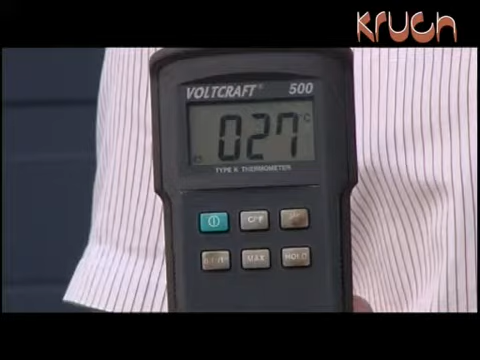 kruch
VOLTCRAFT® 500
027 °C
TYPE K THERMOMETER
C/°F
MAX HOLD